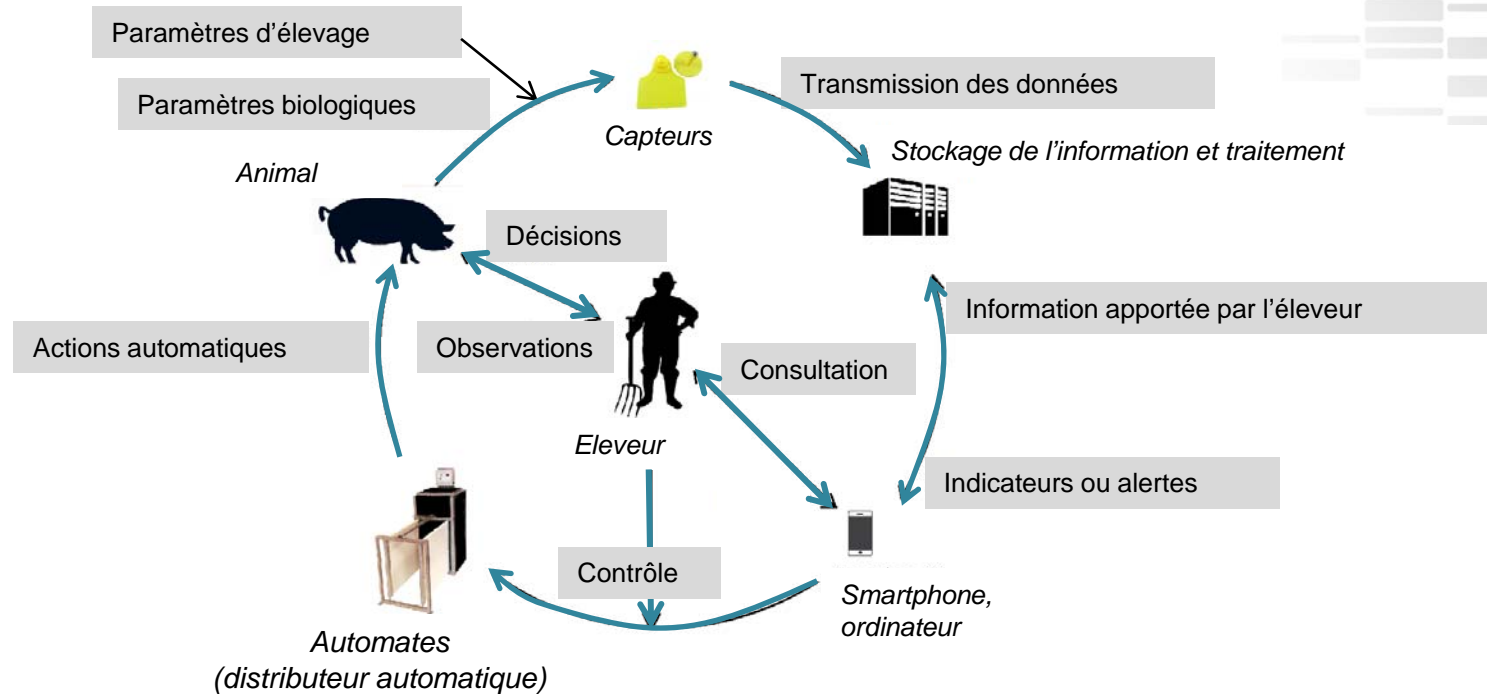 Paramètres d’élevage
Paramètres biologiques
Capteurs
Transmission des données
Stockage de l’information et traitement
Animal
Décisions
Information apportée par l’éleveur
Actions automatiques
Observations
Consultation
Eleveur
Indicateurs ou alertes
Contrôle
Smartphone,
ordinateur
Automates
(distributeur automatique)